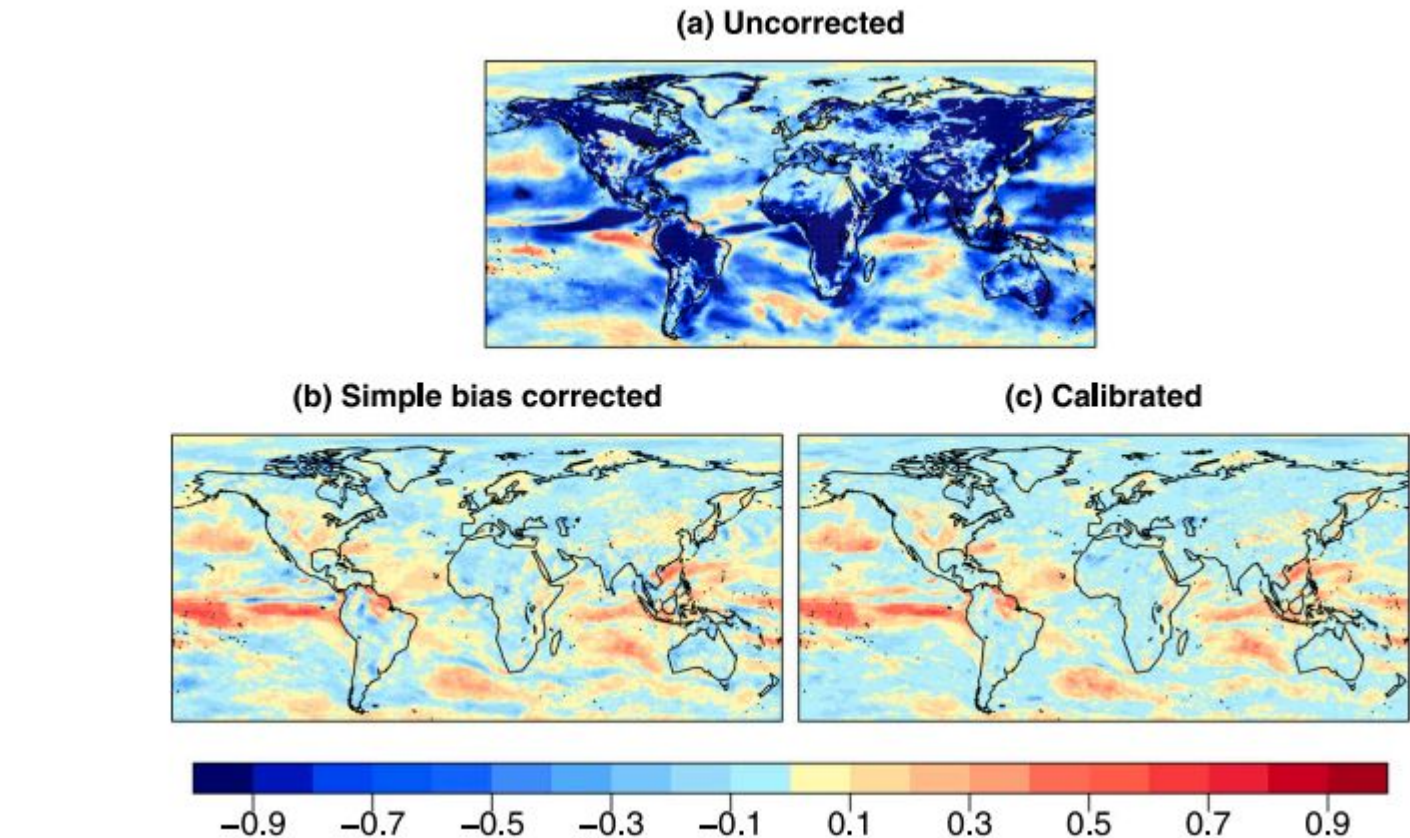 (a) Uncorrected
(b) Simple bias corrected
(c) Calibrated
−0.9 −0.7 −0.5 −0.3 −0.1 0.1 0.3 0.5 0.7 0.9